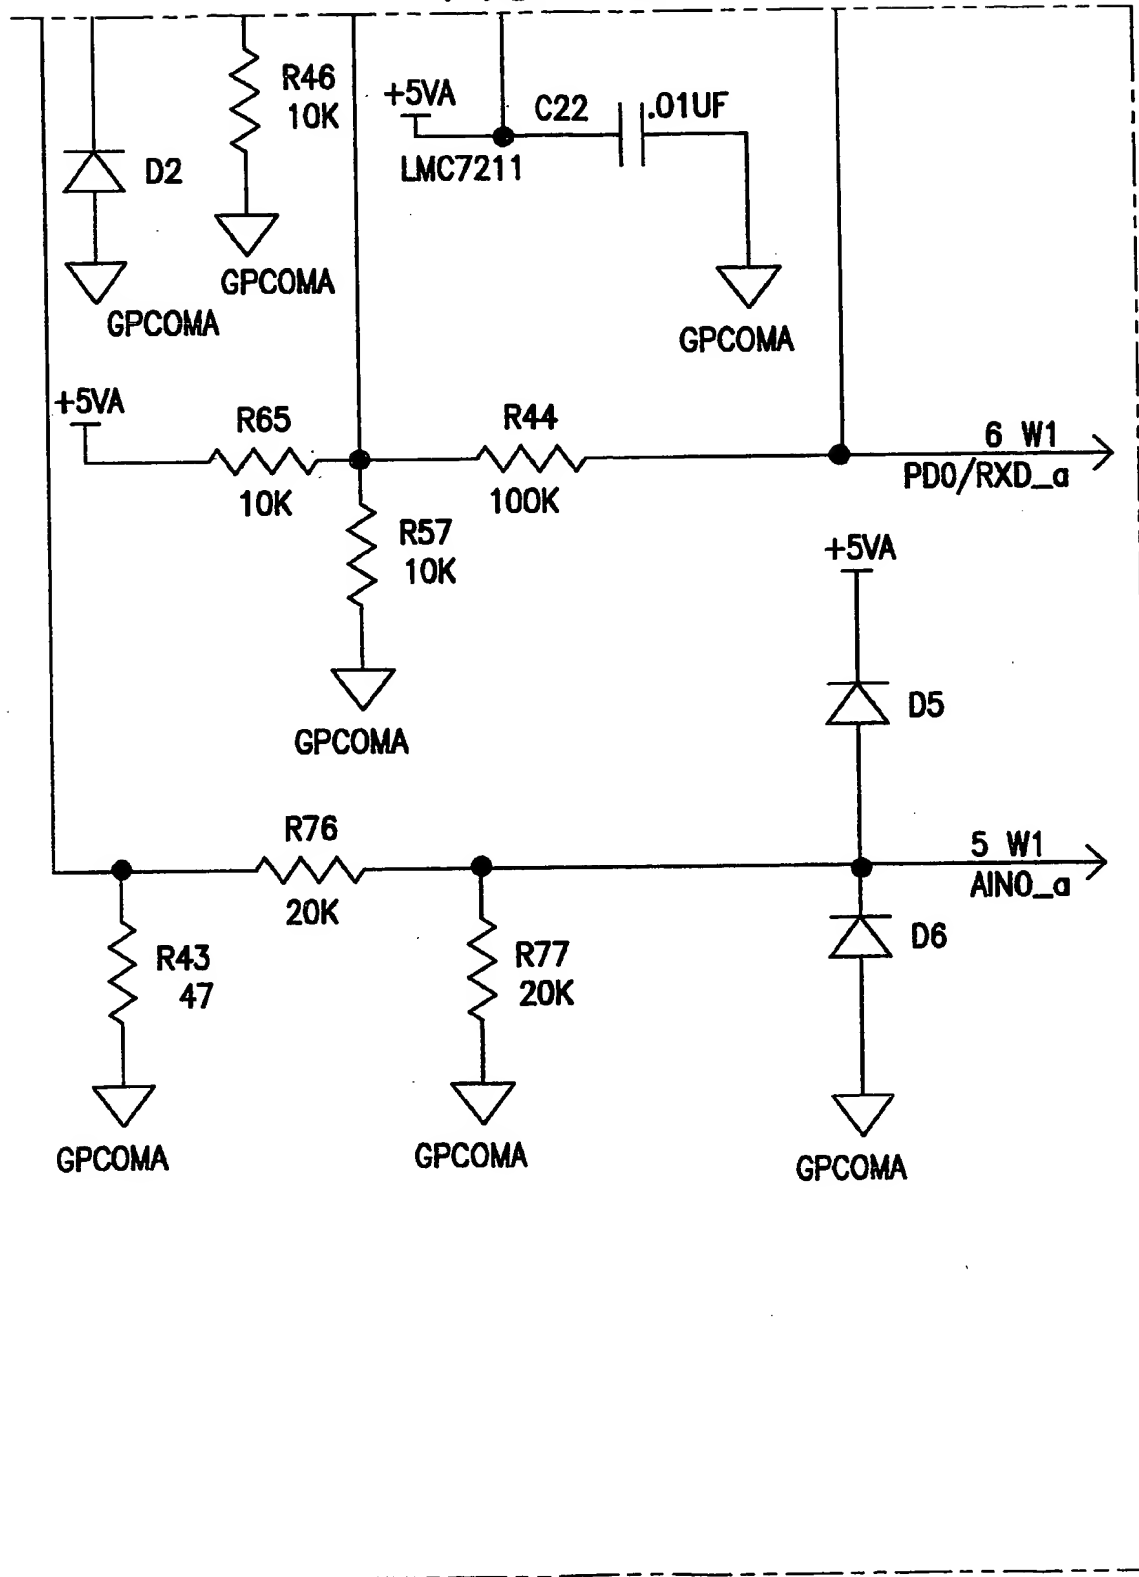 R46
10K
+5VA
C22
.01UF
LMC7211
D2
GPCOMA
GPCOMA
GPCOMA
+5VA
R65
10K
R44
100K
6 W1
PD0/RXD_a
R57
10K
+5VA
GPCOMA
D5
R76
20K
5 W1
AIN0_a
R43
47
R77
20K
D6
GPCOMA
GPCOMA
GPCOMA